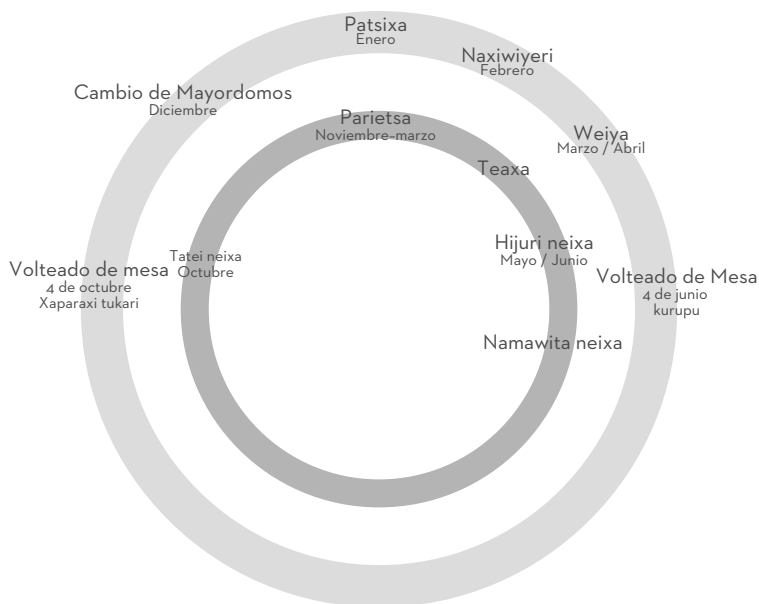 Patsixa
Enero
Naxiwiyeri
Febrero
Cambio de Mayordomos
Diciembre
Parietsa
Noviembre-marzo
Weiya
Marzo / Abril
Teaxa
Hijuri neixa
Mayo / Junio
Tatei neixa
Octubre
Volteado de mesa
4 de octubre
Xaparaxi tukari
Volteado de Mesa
4 de junio
kurupu
Namawita neixa